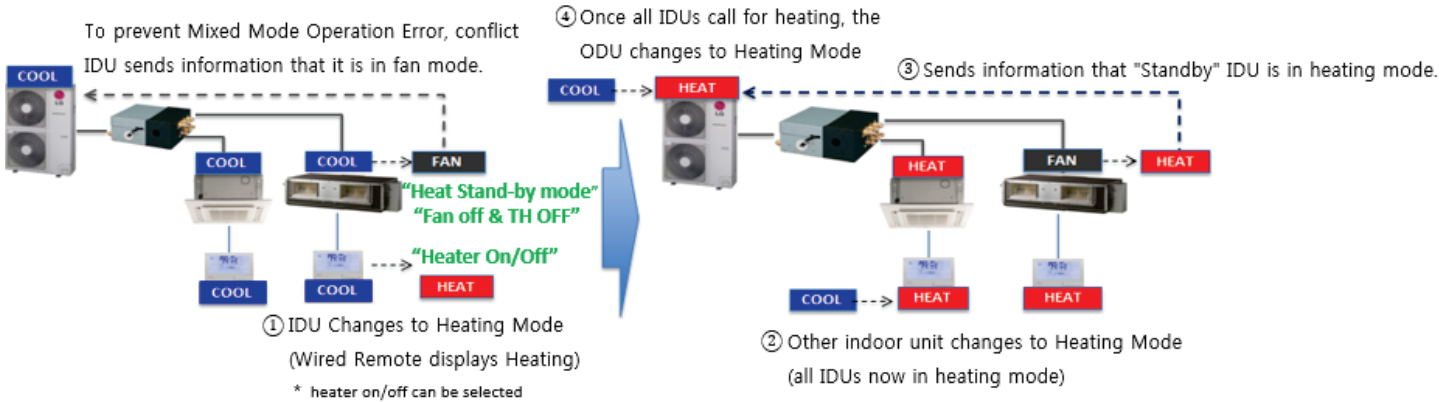 To prevent Mixed Mode Operation Error, conflict
IDU sends information that it is in fan mode.
COOL
LG
COOL
COOL
FAN
“Heat Stand-by mode”
“Fan off & TH OFF”
“Heater On/Off”
COOL
COOL
HEAT
① IDU Changes to Heating Mode
(Wired Remote displays Heating)
* heater on/off can be selected
④ Once all IDUs call for heating, the
ODU changes to Heating Mode
③ Sends information that "Standby" IDU is in heating mode.
COOL
HEAT
LG
HEAT
FAN
HEAT
COOL
HEAT
HEAT
② Other indoor unit changes to Heating Mode
(all IDUs now in heating mode)